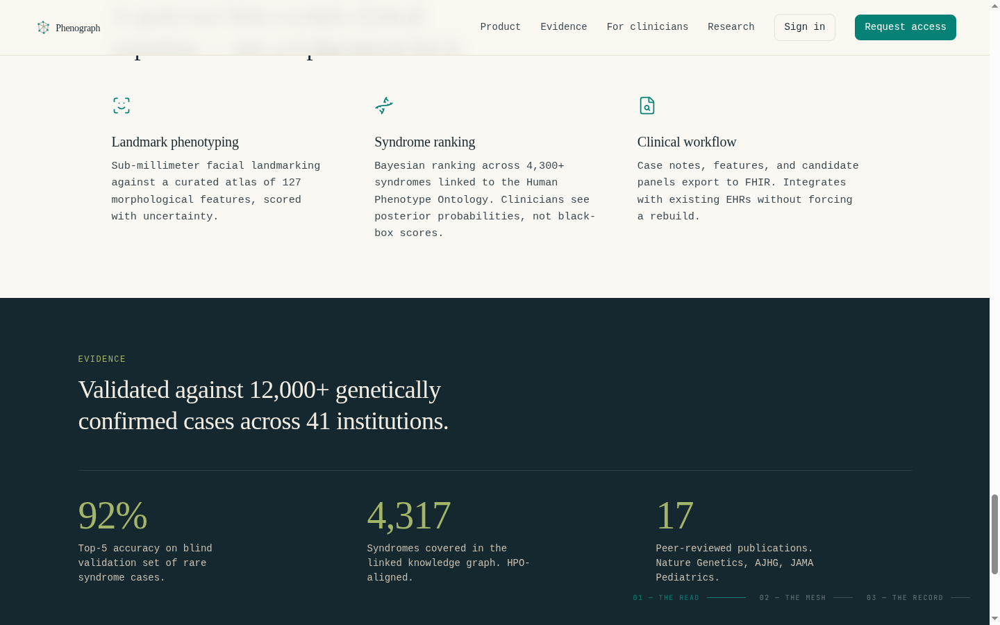 Phenograph
Product
Evidence
For clinicians
Research
Sign in
Request access
Landmark phenotyping
Sub-millimeter facial landmarking
against a curated atlas of 127
morphological features, scored
with uncertainty.
Syndrome ranking
Bayesian ranking across 4,300+
syndromes linked to the Human
Phenotype Ontology. Clinicians see
posterior probabilities, not black-
box scores.
Clinical workflow
Case notes, features, and candidate
panels export to FHIR. Integrates
with existing EHRs without forcing
a rebuild.
EVIDENCE
Validated against 12,000+ genetically
confirmed cases across 41 institutions.
92%
Top-5 accuracy on blind
validation set of rare
syndrome cases.
4,317
Syndromes covered in the
linked knowledge graph. HPO-
aligned.
17
Peer-reviewed publications.
Nature Genetics, AJHG, JAMA
Pediatrics.
01 — THE READ
02 — THE MESH
03 — THE RECORD